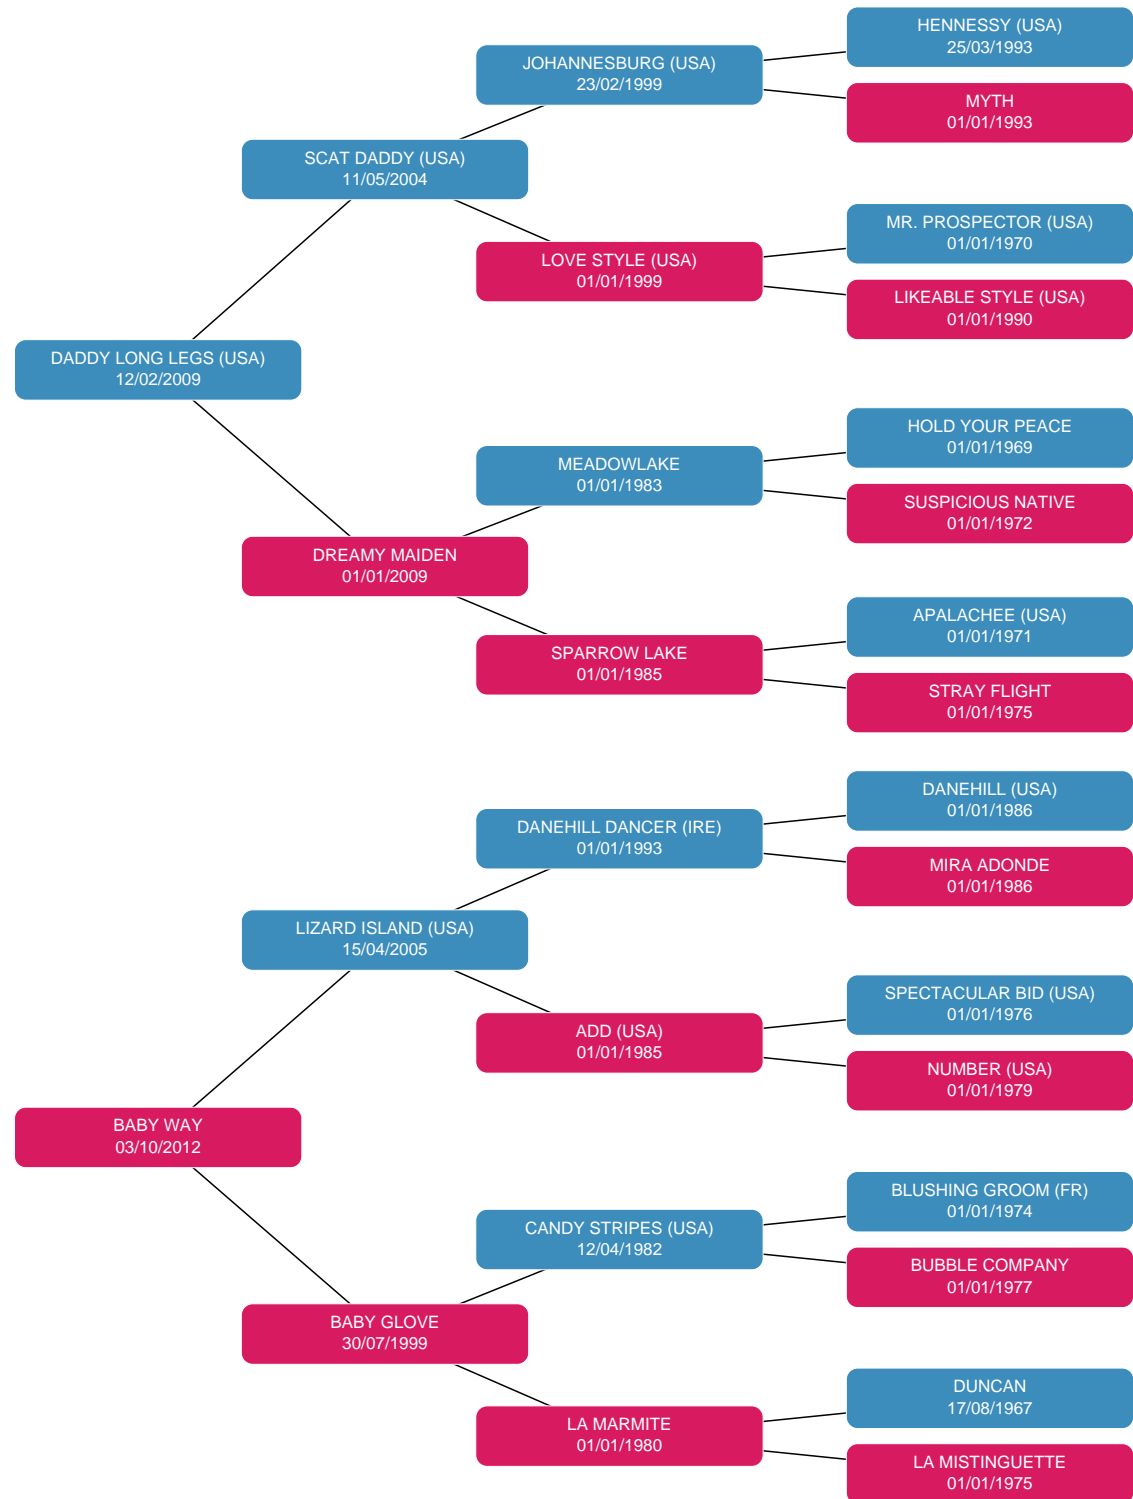 HENNESSY (USA)
25/03/1993
JOHANNESBURG (USA)
23/02/1999
MYTH
01/01/1993
SCAT DADDY (USA)
11/05/2004
MR. PROSPECTOR (USA)
01/01/1970
LOVE STYLE (USA)
01/01/1999
LIKEABLE STYLE (USA)
01/01/1990
DADDY LONG LEGS (USA)
12/02/2009
HOLD YOUR PEACE
01/01/1969
MEADOWLAKE
01/01/1983
SUSPICIOUS NATIVE
01/01/1972
DREAMY MAIDEN
01/01/2009
APALACHEE (USA)
01/01/1971
SPARROW LAKE
01/01/1985
STRAY FLIGHT
01/01/1975
DANEHILL (USA)
01/01/1986
DANEHILL DANCER (IRE)
01/01/1993
MIRA ADONDE
01/01/1986
LIZARD ISLAND (USA)
15/04/2005
SPECTACULAR BID (USA)
01/01/1976
ADD (USA)
01/01/1985
NUMBER (USA)
01/01/1979
BABY WAY
03/10/2012
BLUSHING GROOM (FR)
01/01/1974
CANDY STRIPES (USA)
12/04/1982
BUBBLE COMPANY
01/01/1977
BABY GLOVE
30/07/1999
DUNCAN
17/08/1967
LA MARMITE
01/01/1980
LA MISTINGUETTE
01/01/1975